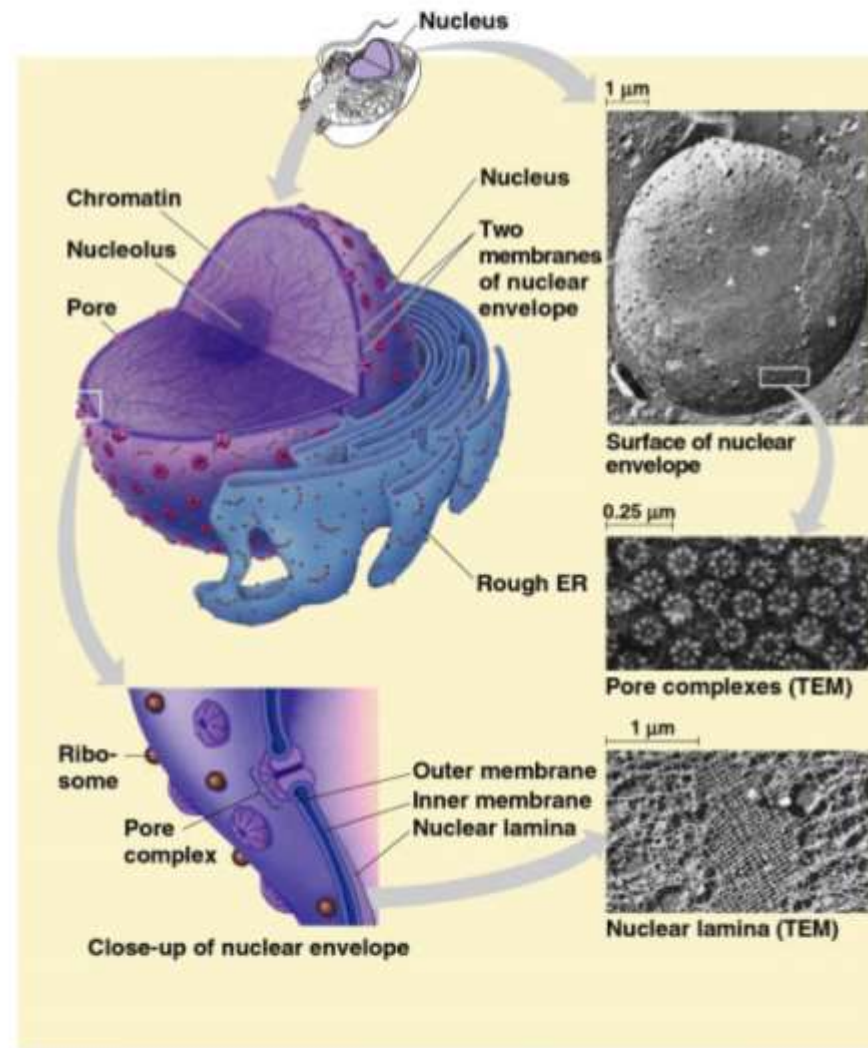 Nucleus
1 μm
Chromatin
Nucleolus
Pore
Nucleus
Two
membranes
of nuclear
envelope
Rough ER
Surface of nuclear
envelope
0.25 μm
Pore complexes (TEM)
1 μm
Ribo-
some
Pore
complex
Outer membrane
Inner membrane
Nuclear lamina
Close-up of nuclear envelope
Nuclear lamina (TEM)